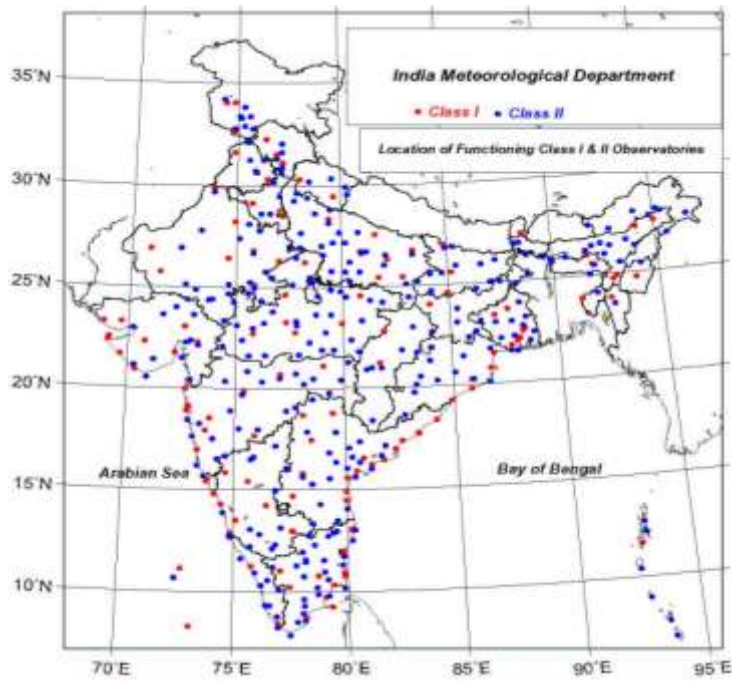 India Meteorological Department
Class I Class II
Location of Functioning Class I & II Observatories
35°N
30°N
25°N
20°N
15°N
10°N
Arabian Sea
Bay of Bengal
70°E 75°E 80°E 85°E 90°E 95°E